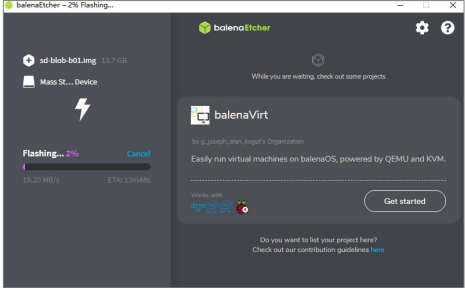 balenaEtcher – 2% Flashing...
balenaEtcher
sd-blob-b01.img 13.7 GB
Mass St... Device
While you are waiting, check out some projects
balenaVirt
by g_joseph_alan_kogut's Organization
Flashing... 2% Cancel
Easily run virtual machines on balenaOS, powered by QEMU and KVM.
15.20 MB/s ETA: 13m48s
Works with
Get started
Do you want to list your project here?
Check out our contribution guidelines here